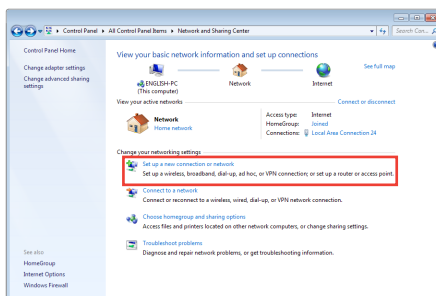 Control Panel ▸ All Control Panel Items ▸ Network and Sharing Center
Search Con...
Control Panel Home
Change adapter settings
Change advanced sharing
settings
View your basic network information and set up connections
See full map
ENGLISH-PC
(This computer)
Network
Internet
View your active networks
Connect or disconnect
Network
Home network
Access type: Internet
HomeGroup: Joined
Connections: Local Area Connection 24
Change your networking settings
Set up a new connection or network
Set up a wireless, broadband, dial-up, ad hoc, or VPN connection; or set up a router or access point.
Connect to a network
Connect or reconnect to a wireless, wired, dial-up, or VPN network connection.
Choose homegroup and sharing options
Access files and printers located on other network computers, or change sharing settings.
Troubleshoot problems
Diagnose and repair network problems, or get troubleshooting information.
See also
HomeGroup
Internet Options
Windows Firewall